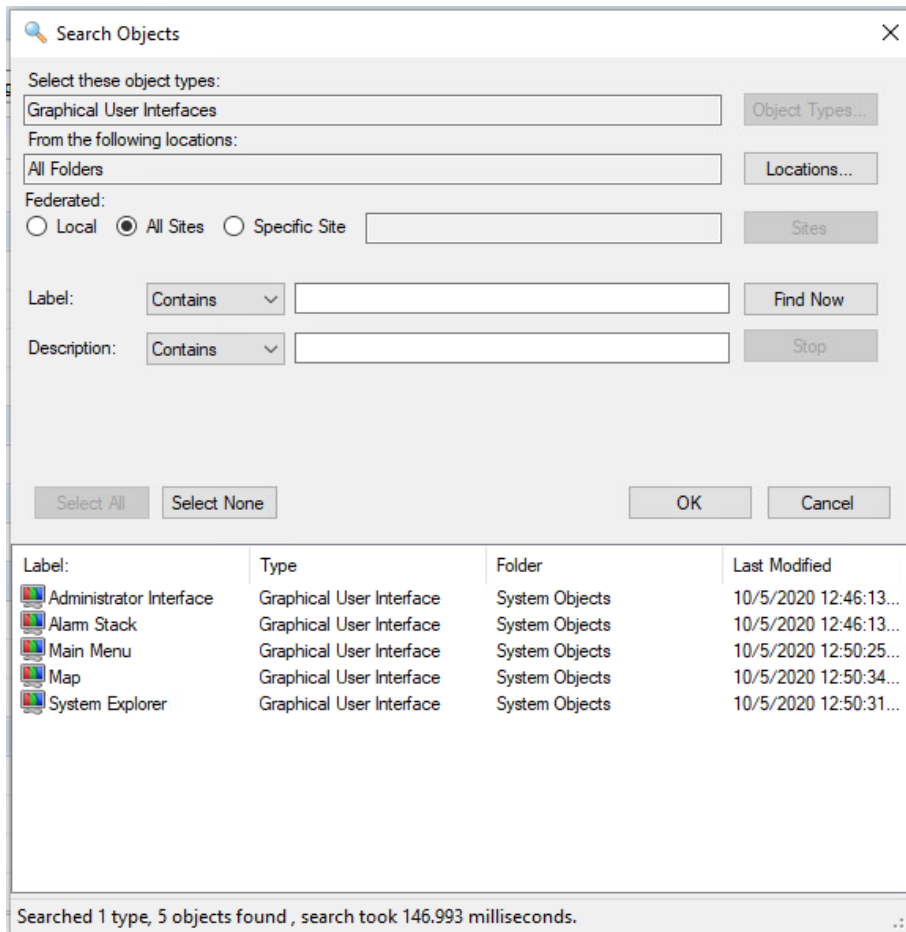 Search Objects
Select these object types:
Graphical User Interfaces
Object Types...
From the following locations:
All Folders
Locations...
Federated:
Local All Sites Specific Site
Sites
Label: Contains
Find Now
Description: Contains
Stop
Select All Select None OK Cancel
Label: Type Folder Last Modified
Administrator Interface Graphical User Interface System Objects 10/5/2020 12:46:13...
Alarm Stack Graphical User Interface System Objects 10/5/2020 12:46:13...
Main Menu Graphical User Interface System Objects 10/5/2020 12:50:25...
Map Graphical User Interface System Objects 10/5/2020 12:50:34...
System Explorer Graphical User Interface System Objects 10/5/2020 12:50:31...
Searched 1 type, 5 objects found , search took 146.993 milliseconds.